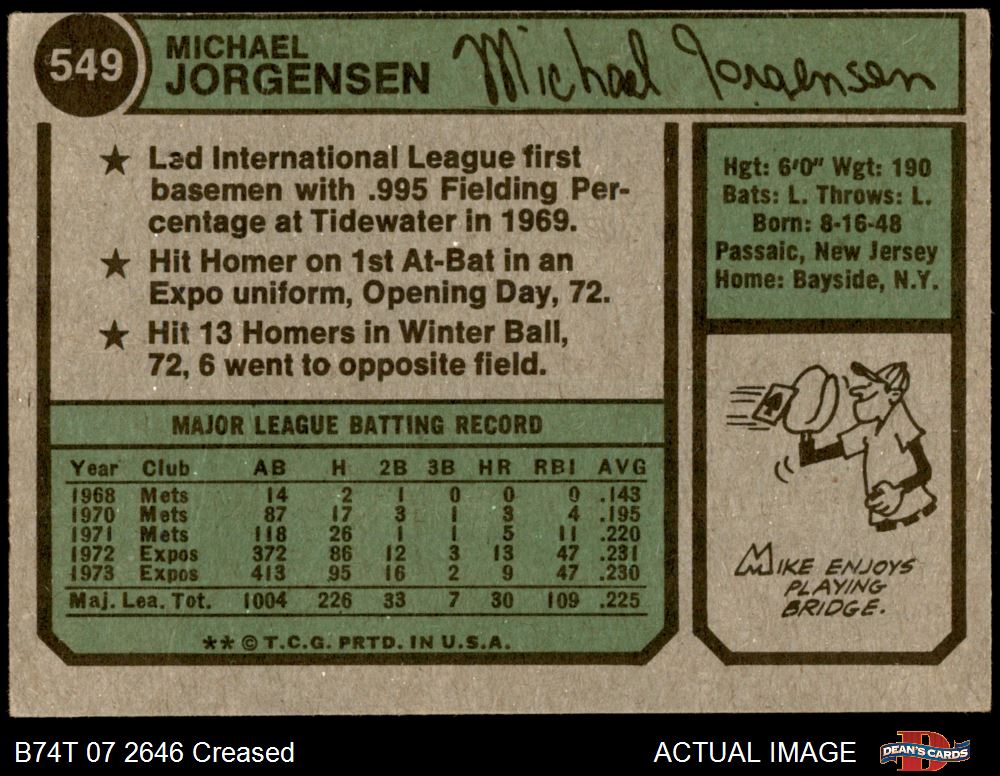 549
MICHAEL
JORGENSEN
Michael Jorgensen
★ Led International League first
basemen with .995 Fielding Per-
centage at Tidewater in 1969.
★ Hit Homer on 1st At-Bat in an
Expo uniform, Opening Day, 72.
★ Hit 13 Homers in Winter Ball,
72, 6 went to opposite field.
MAJOR LEAGUE BATTING RECORD
Year Club AB H 2B 3B HR RBI AVG
1968 Mets 14 2 1 0 0 0 .143
1970 Mets 87 17 3 1 3 4 .195
1971 Mets 118 26 1 1 5 11 .220
1972 Expos 372 86 12 3 13 47 .231
1973 Expos 413 95 16 2 9 47 .230
Maj. Lea. Tot. 1004 226 33 7 30 109 .225
** © T.C.G. PRTD. IN U.S.A.
Hgt: 6'0" Wgt: 190
Bats: L. Throws: L.
Born: 8-16-48
Passaic, New Jersey
Home: Bayside, N.Y.
MIKE ENJOYS
PLAYING
BRIDGE.
B74T 07 2646 Creased
ACTUAL IMAGE
DEAN'S CARDS